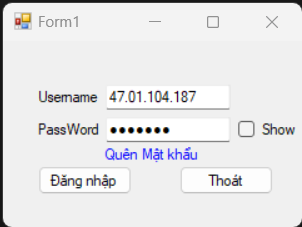 Form1
Username 47.01.104.187
PassWord ●●●●●●● Show
Quên Mật khẩu
Đăng nhập Thoát